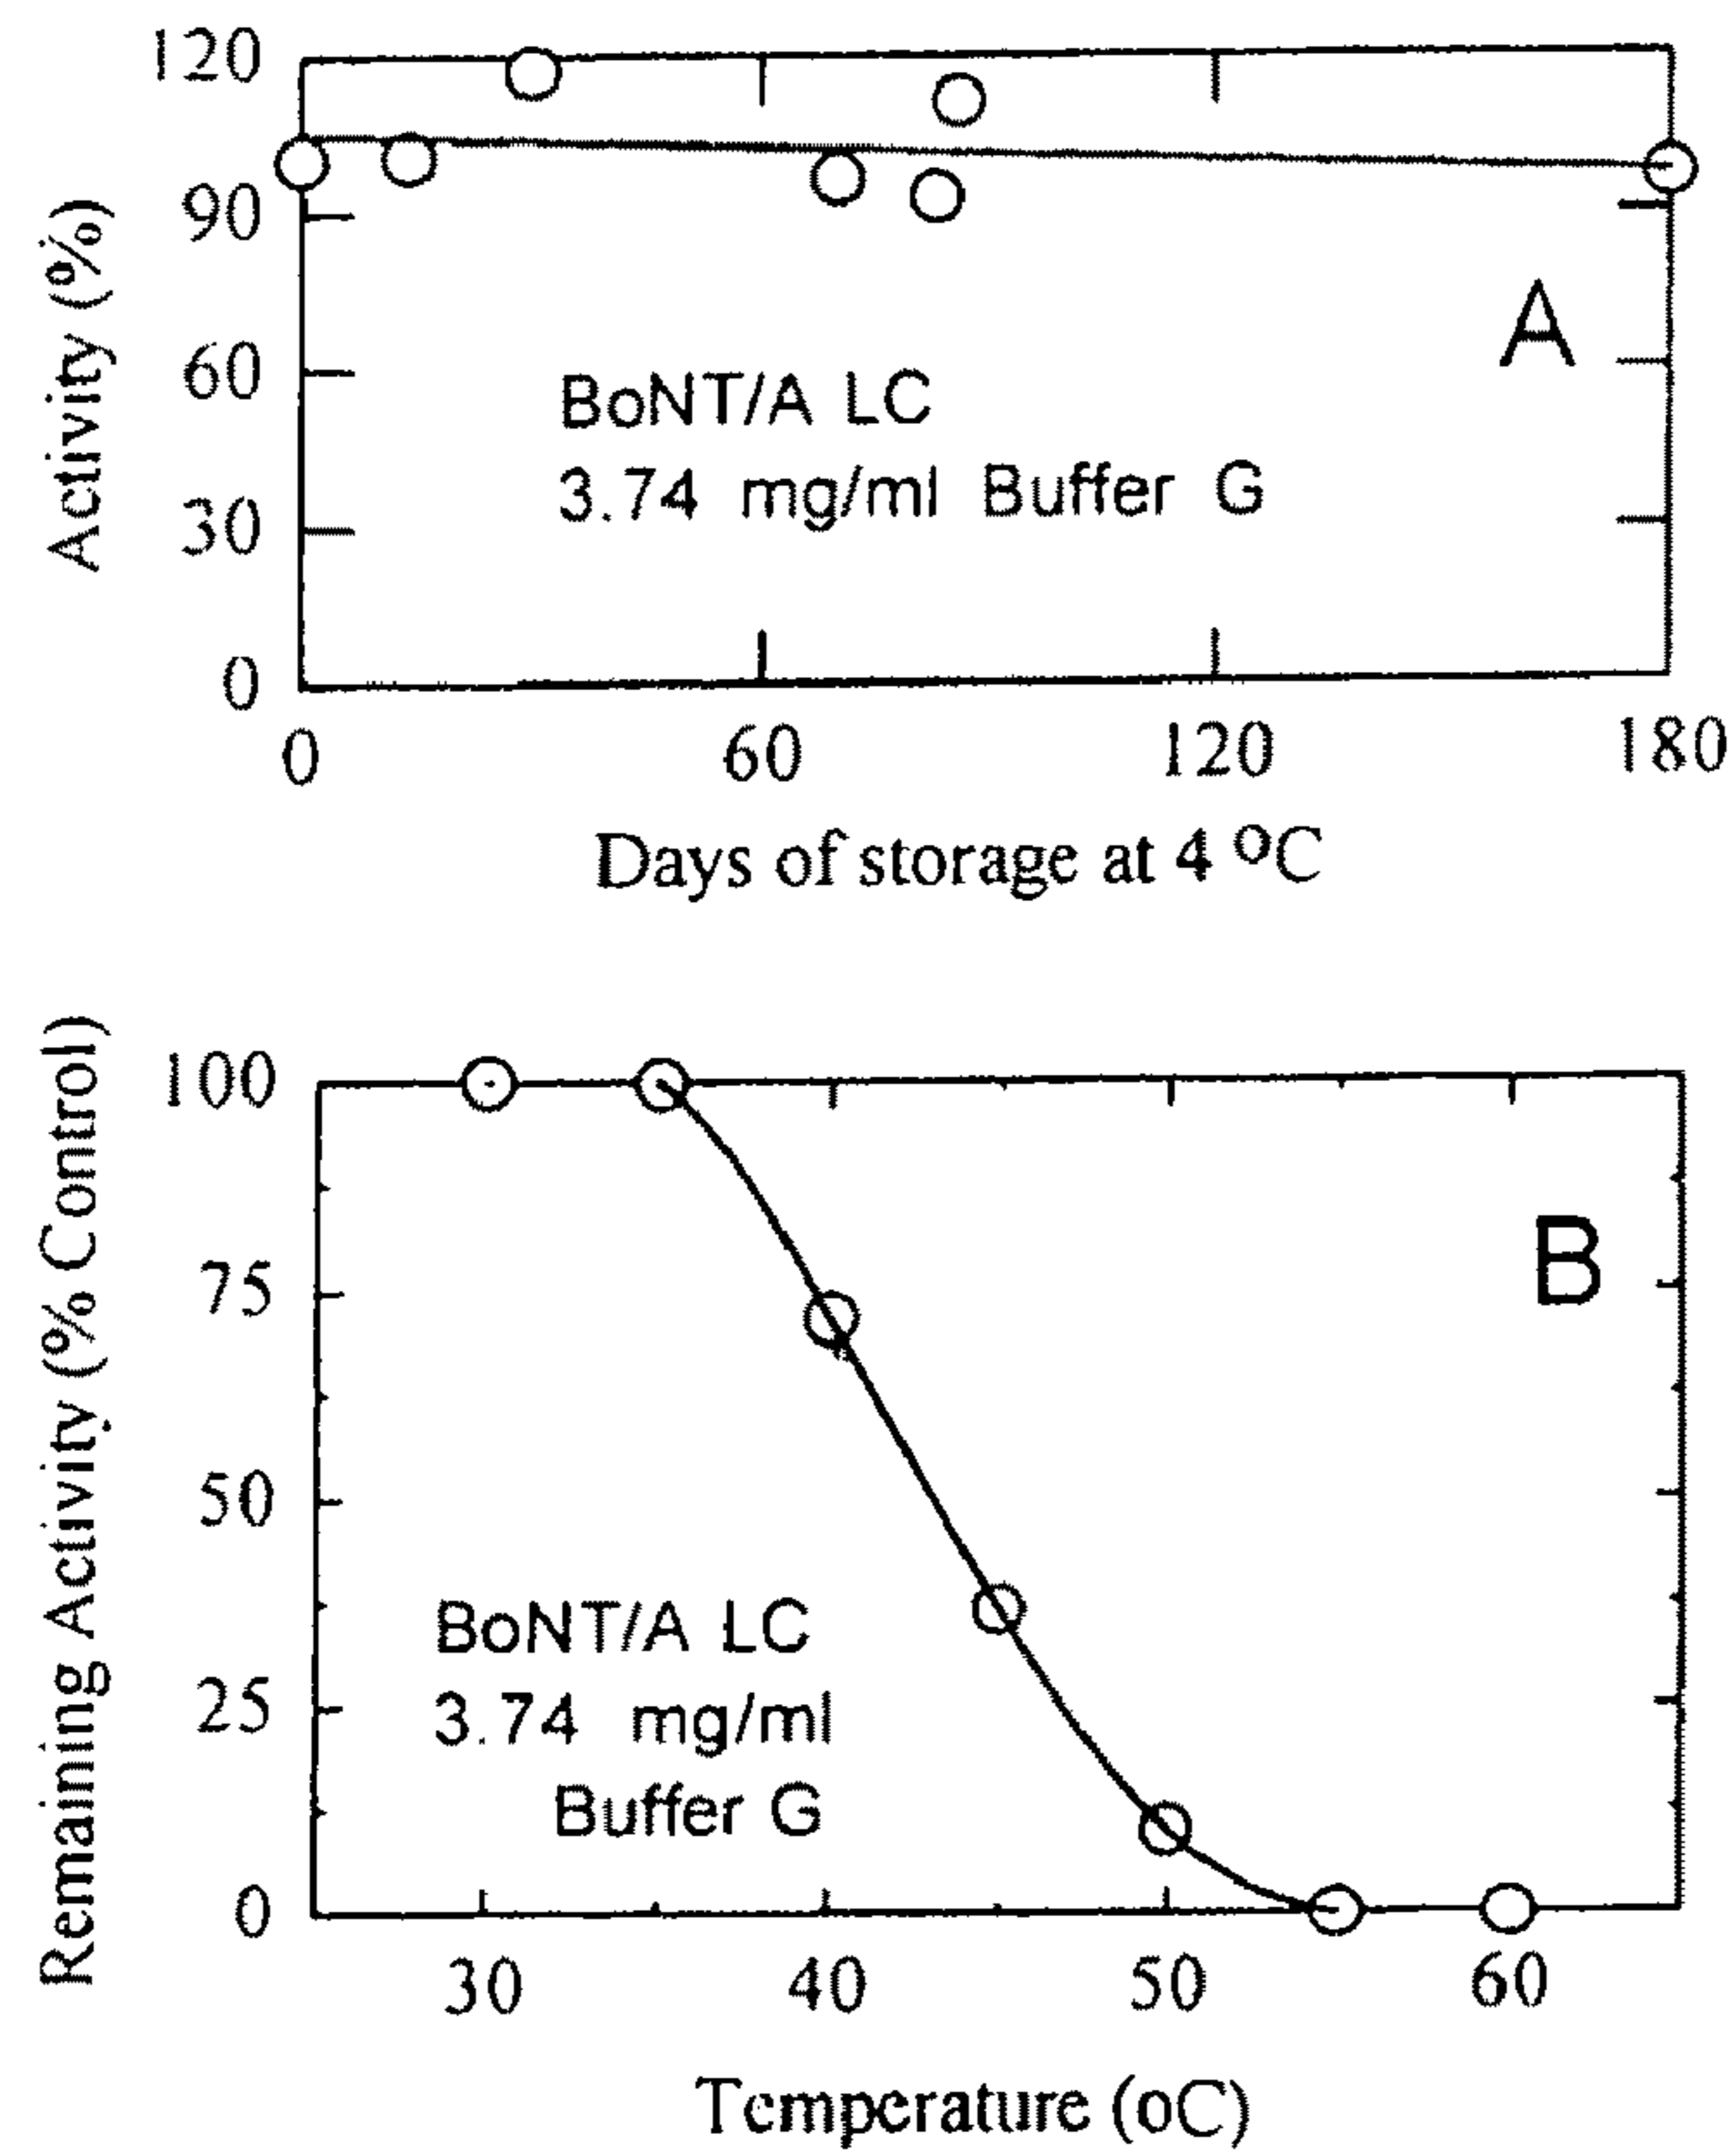 120
90
60
30
0
Activity (%)
A
BoNT/A LC
3.74 mg/ml Buffer G
0 60 120 180
Days of storage at 4 °C
100
75
50
25
0
Remaining Activity (% Control)
B
BoNT/A LC
3.74 mg/ml
Buffer G
30 40 50 60
Temperature (oC)